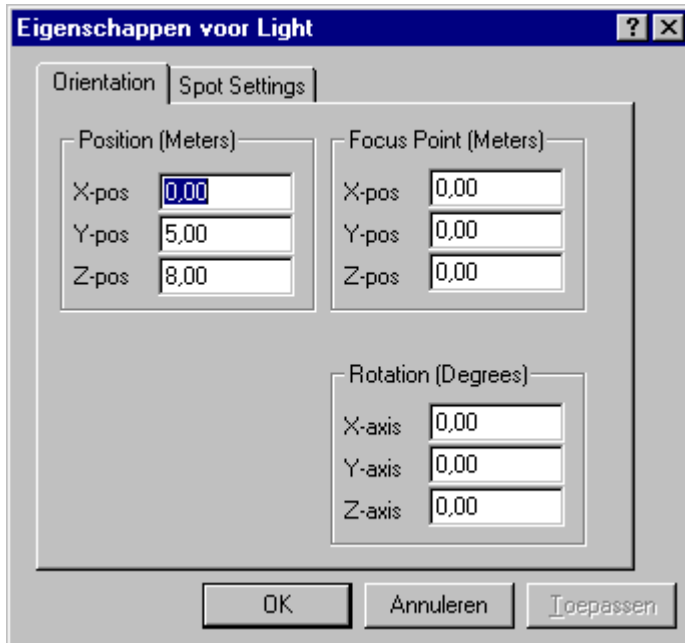 Eigenschappen voor Light
Orientation
Spot Settings
Position (Meters)
X-pos 0,00
Y-pos 5,00
Z-pos 8,00
Focus Point (Meters)
X-pos 0,00
Y-pos 0,00
Z-pos 0,00
Rotation (Degrees)
X-axis 0,00
Y-axis 0,00
Z-axis 0,00
OK
Annuleren
Toepassen